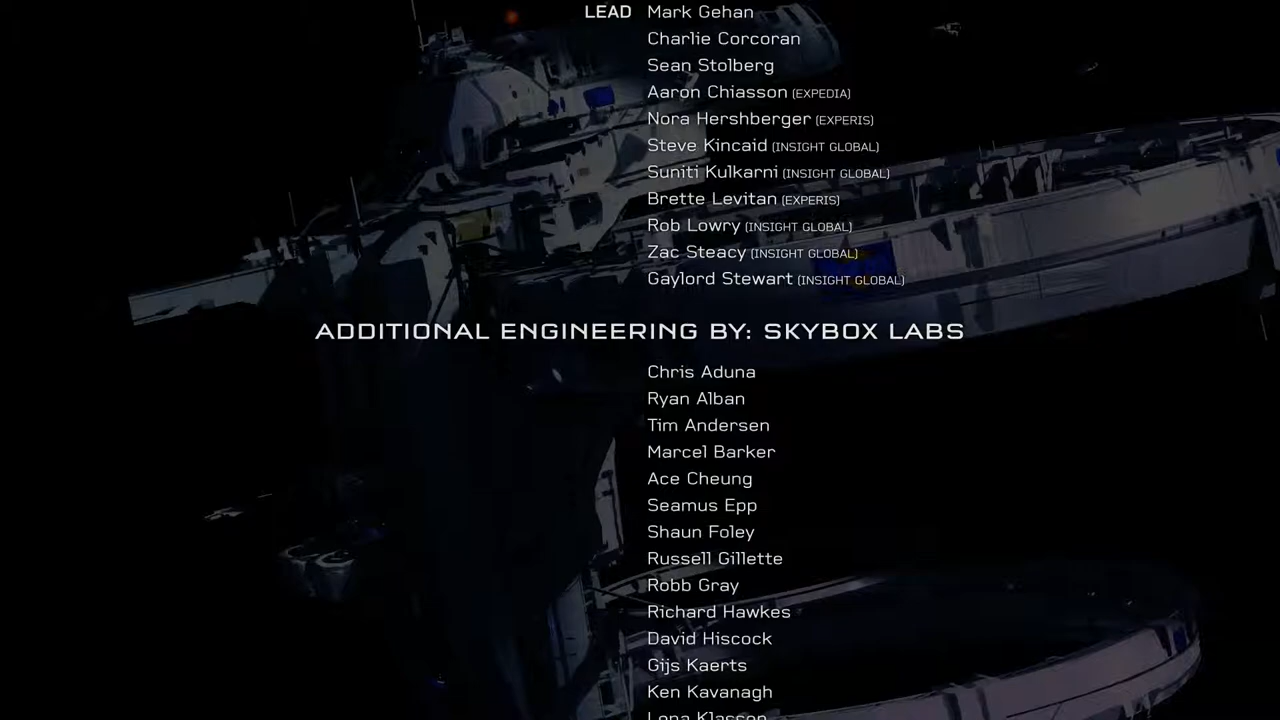 LEAD Mark Gehan
Charlie Corcoran
Sean Stolberg
Aaron Chiasson (EXPEDIA)
Nora Hershberger (EXPERIS)
Steve Kincaid (INSIGHT GLOBAL)
Suniti Kulkarni (INSIGHT GLOBAL)
Brette Levitan (EXPERIS)
Rob Lowry (INSIGHT GLOBAL)
Zac Steacy (INSIGHT GLOBAL)
Gaylord Stewart (INSIGHT GLOBAL)
ADDITIONAL ENGINEERING BY: SKYBOX LABS
Chris Aduna
Ryan Alban
Tim Andersen
Marcel Barker
Ace Cheung
Seamus Epp
Shaun Foley
Russell Gillette
Robb Gray
Richard Hawkes
David Hiscock
Gijs Kaerts
Ken Kavanagh